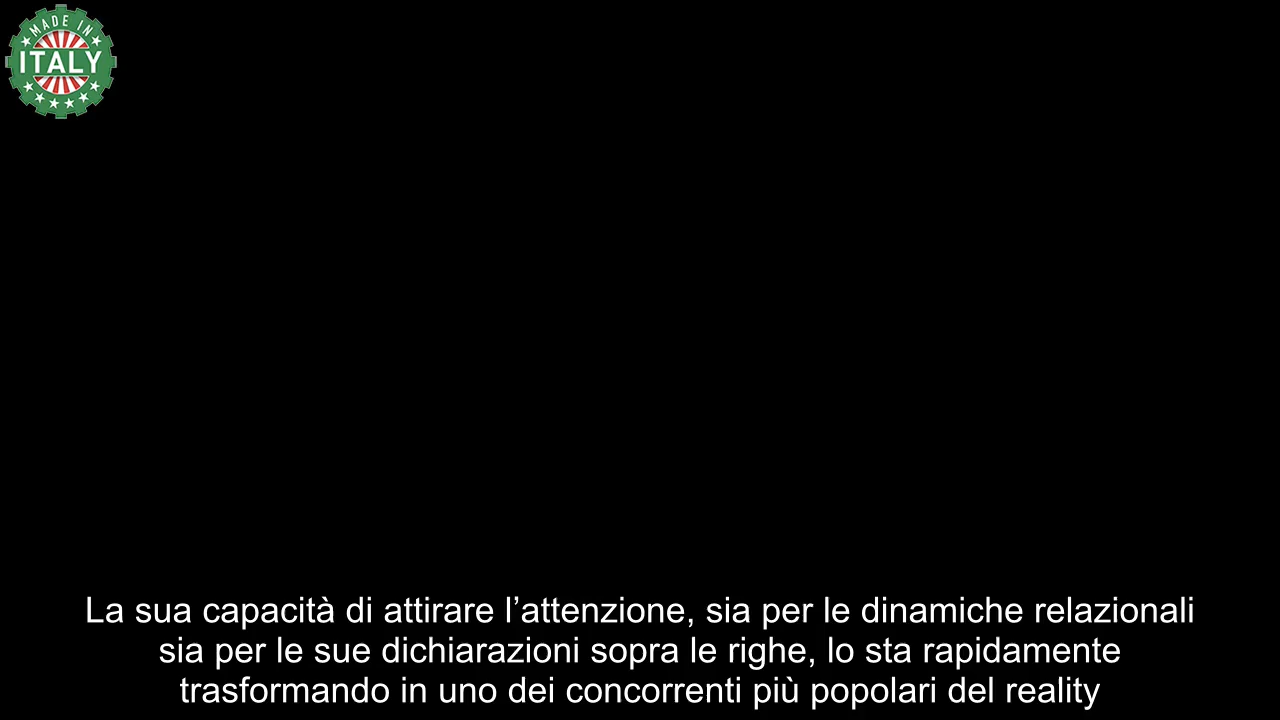 MADE IN
ITALY
La sua capacità di attirare l’attenzione, sia per le dinamiche relazionali
sia per le sue dichiarazioni sopra le righe, lo sta rapidamente
trasformando in uno dei concorrenti più popolari del reality